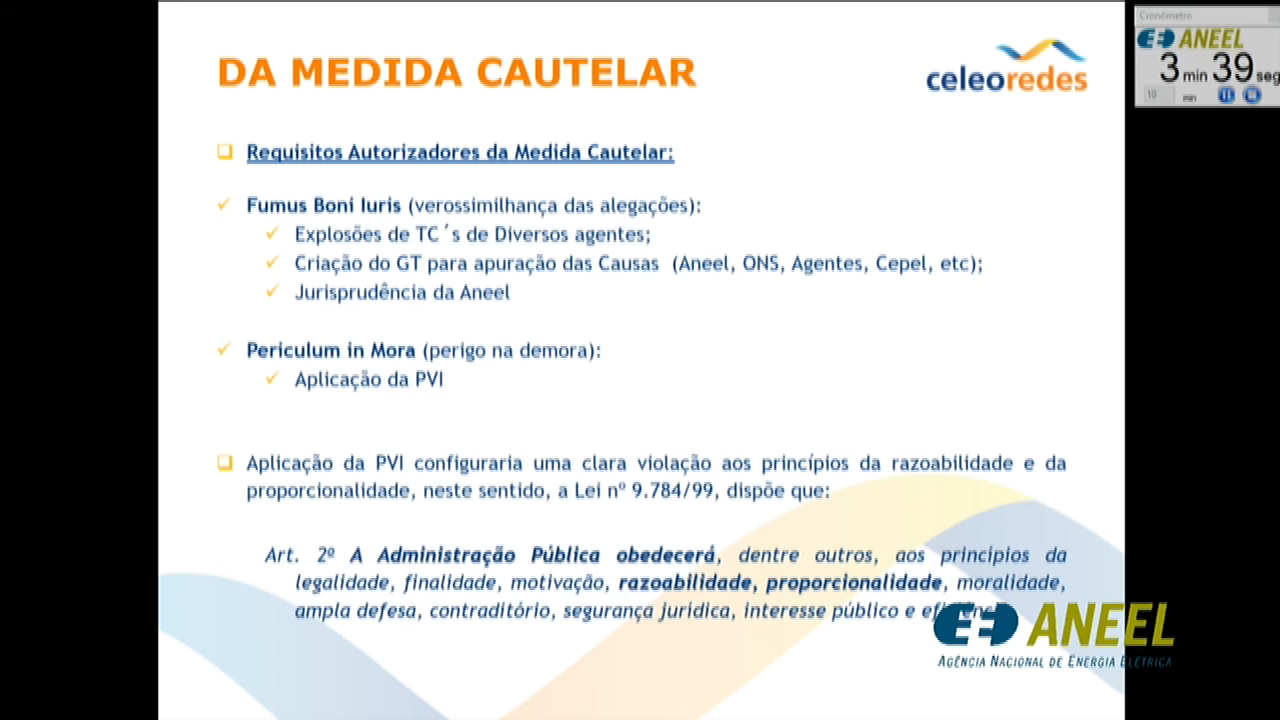 DA MEDIDA CAUTELAR
celeoredes
Cronômetro
ANEEL
3 min 39 seg
10 min
Requisitos Autorizadores da Medida Cautelar:
Fumus Boni Iuris (verossimilhança das alegações):
Explosões de TC´s de Diversos agentes;
Criação do GT para apuração das Causas (Aneel, ONS, Agentes, Cepel, etc);
Jurisprudência da Aneel
Periculum in Mora (perigo na demora):
Aplicação da PVI
Aplicação da PVI configuraria uma clara violação aos princípios da razoabilidade e da
proporcionalidade, neste sentido, a Lei nº 9.784/99, dispõe que:
Art. 2º A Administração Pública obedecerá, dentre outros, aos princípios da
legalidade, finalidade, motivação, razoabilidade, proporcionalidade, moralidade,
ampla defesa, contraditório, segurança jurídica, interesse público e
ANEEL
AGÊNCIA NACIONAL DE ENERGIA ELÉTRICA